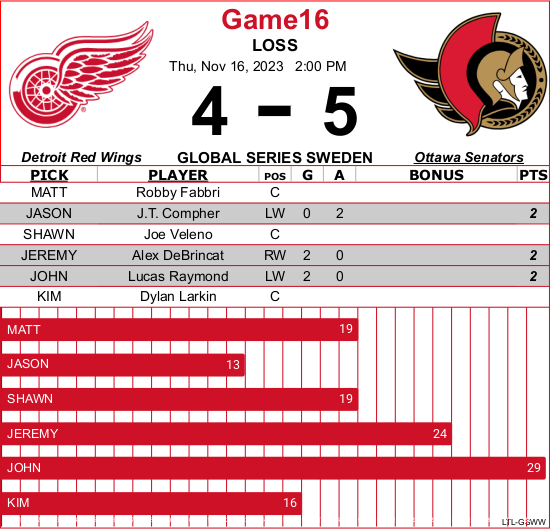 Game16
LOSS
Thu, Nov 16, 2023 2:00 PM
4 - 5
Detroit Red Wings GLOBAL SERIES SWEDEN Ottawa Senators
PICK PLAYER POS G A BONUS PTS
MATT Robby Fabbri C
JASON J.T. Compher LW 0 2 2
SHAWN Joe Veleno C
JEREMY Alex DeBrincat RW 2 0 2
JOHN Lucas Raymond LW 2 0 2
KIM Dylan Larkin C
MATT 19
JASON 13
SHAWN 19
JEREMY 24
JOHN 29
KIM 16